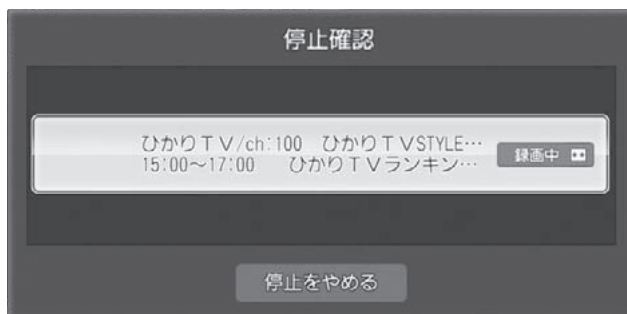 停止確認
ひかりTV/ch:100 ひかりTVSTYLE…
15:00～17:00 ひかりTVランキン…
録画中
停止をやめる